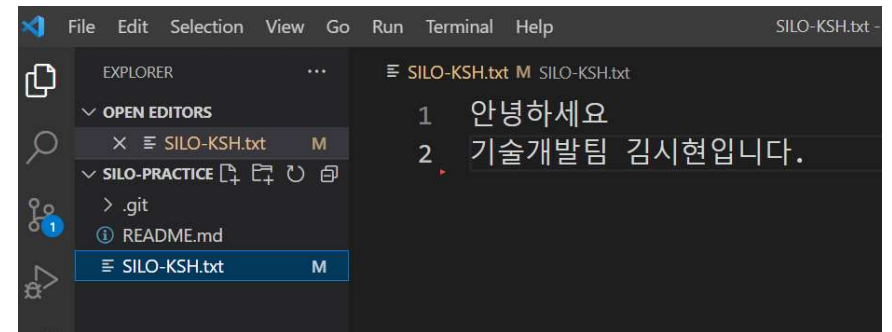 File Edit Selection View Go Run Terminal Help SILO-KSH.txt -
EXPLORER ...
SILO-KSH.txt M SILO-KSH.txt
OPEN EDITORS
SILO-KSH.txt M
SILO-PRACTICE
.git
1
README.md
SILO-KSH.txt M
1 안녕하세요
2 기술개발팀 김시현입니다.